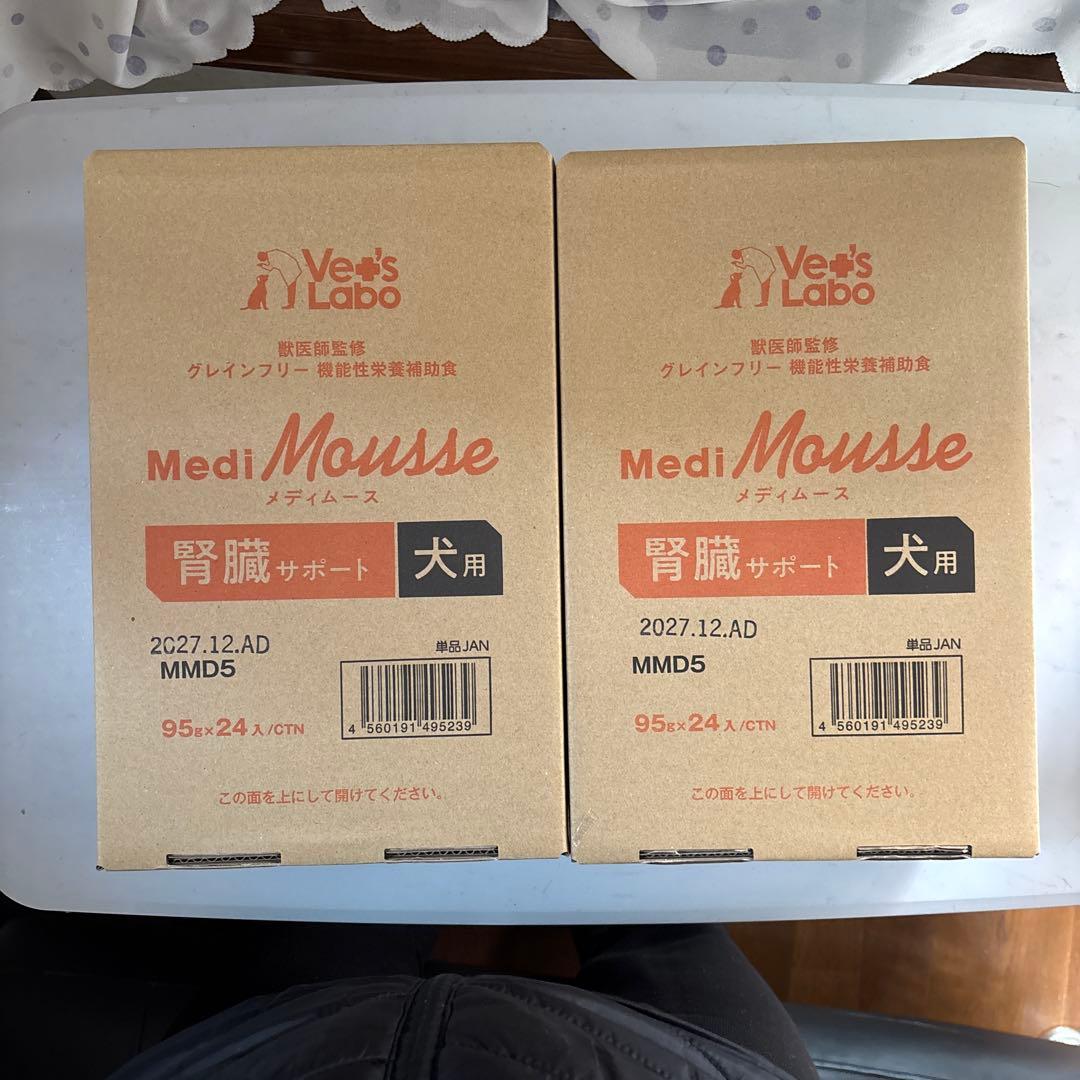 Vet's
Labo
獣医師監修
グレインフリー 機能性栄養補助食
Medi Mousse
メディムース
腎臓サポート 犬用
2027.12.AD
MMD5
単品JAN
4 560191 495239
95g×24入/CTN
この面を上にして開けてください。
Vet's
Labo
獣医師監修
グレインフリー 機能性栄養補助食
Medi Mousse
メディムース
腎臓サポート 犬用
2027.12.AD
MMD5
単品JAN
4 560191 495239
95g×24入/CTN
この面を上にして開けてください。